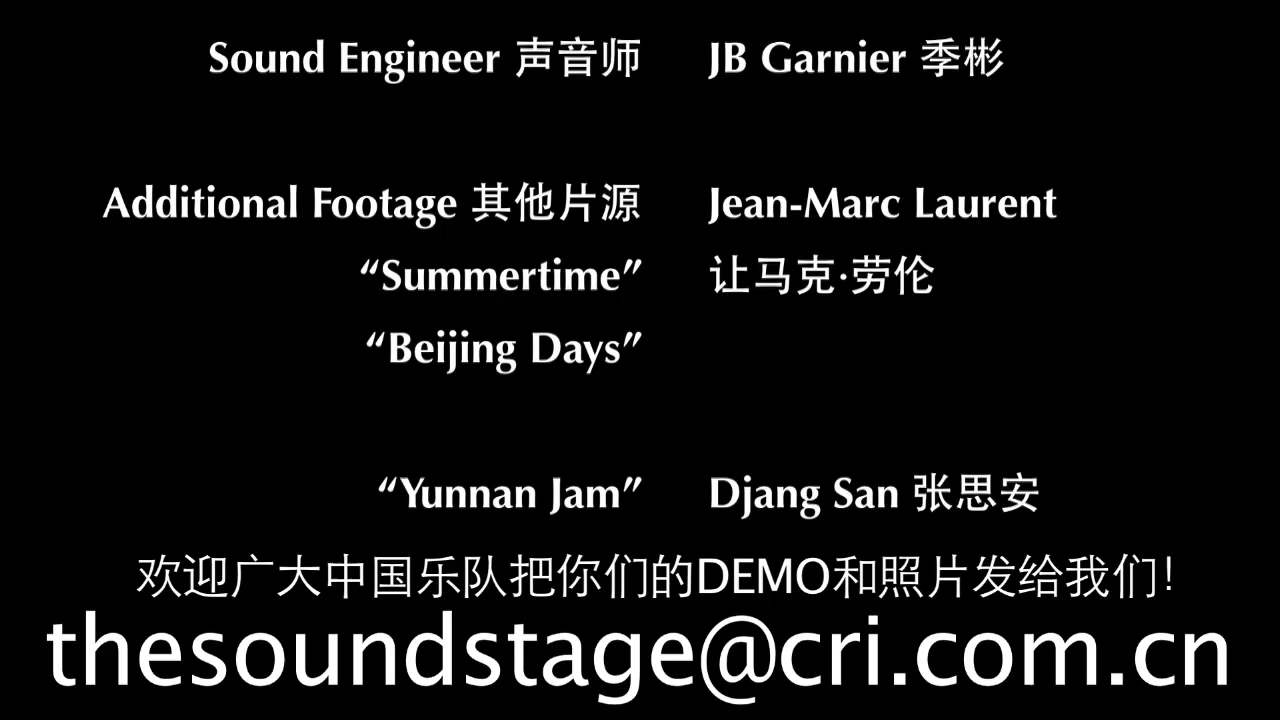 Sound Engineer 声音师 JB Garnier 季彬
Additional Footage 其他片源 Jean-Marc Laurent
“Summertime” 让马克·劳伦
“Beijing Days”
“Yunnan Jam” Djang San 张思安
欢迎广大中国乐队把你们的DEMO和照片发给我们!
thesoundstage@cri.com.cn